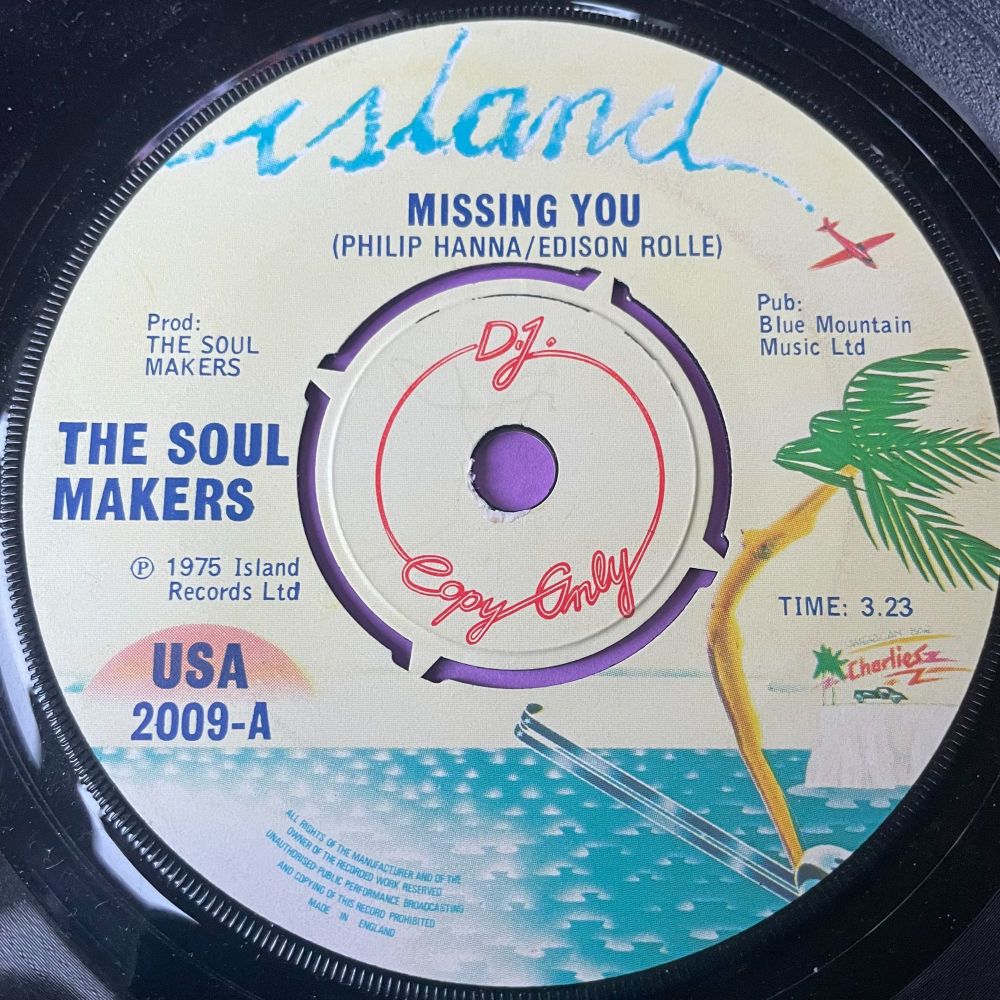 island
MISSING YOU
(PHILIP HANNA/EDISON ROLLE)
Prod:
THE SOUL
MAKERS
Pub:
Blue Mountain
Music Ltd
D.J.
Copy Only
THE SOUL
MAKERS
Ⓟ 1975 Island
Records Ltd
TIME: 3.23
Charlies
USA
2009-A
ALL RIGHTS OF THE MANUFACTURER AND OF THE
OWNER OF THE RECORDED WORK RESERVED
UNAUTHORISED PUBLIC PERFORMANCE BROADCASTING
AND COPYING OF THIS RECORD PROHIBITED
MADE IN
ENGLAND